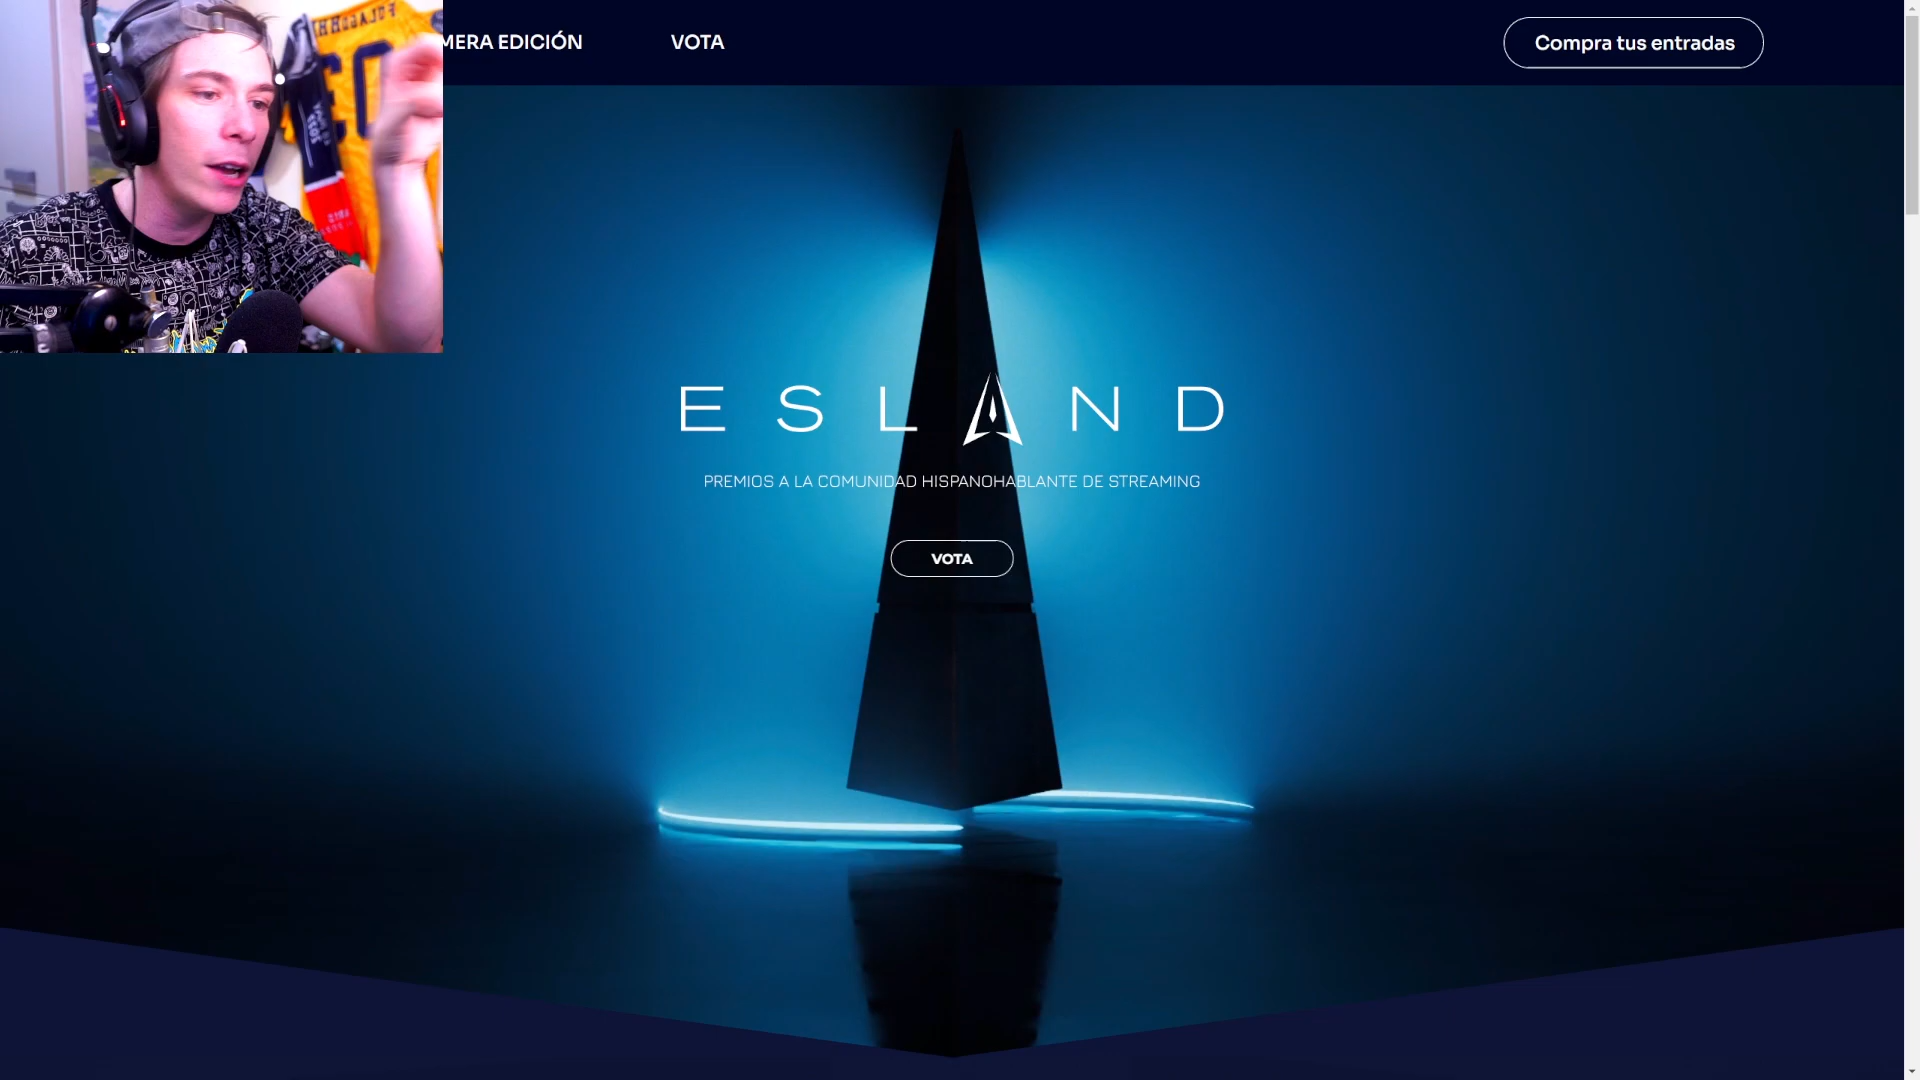 MERA EDICIÓN
VOTA
Compra tus entradas
ESLAND
PREMIOS A LA COMUNIDAD HISPANOHABLANTE DE STREAMING
VOTA